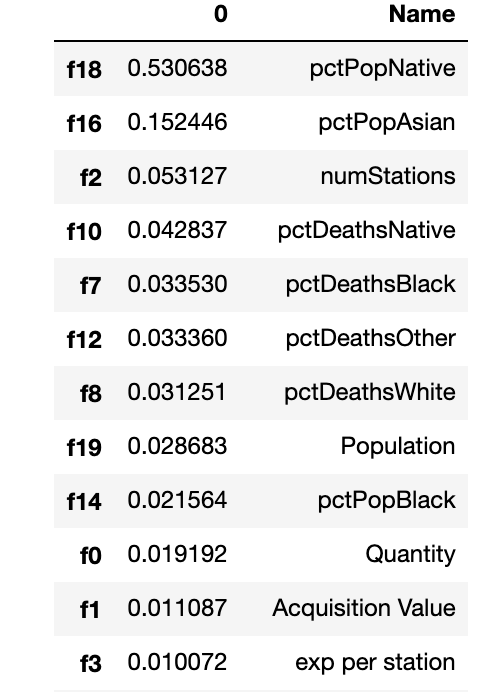 0 Name
f18 0.530638 pctPopNative
f16 0.152446 pctPopAsian
f2 0.053127 numStations
f10 0.042837 pctDeathsNative
f7 0.033530 pctDeathsBlack
f12 0.033360 pctDeathsOther
f8 0.031251 pctDeathsWhite
f19 0.028683 Population
f14 0.021564 pctPopBlack
f0 0.019192 Quantity
f1 0.011087 Acquisition Value
f3 0.010072 exp per station